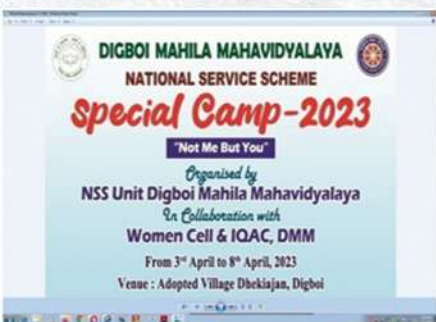 DIGBOI MAHILA MAHAVIDYALAYA
NATIONAL SERVICE SCHEME
Special Camp-2023
"Not Me But You"
Organised by
NSS Unit Digboi Mahila Mahavidyalaya
In Collaboration with
Women Cell & IQAC, DMM
From 3rd April to 8th April, 2023
Venue : Adopted Village Dhekiajan, Digboi